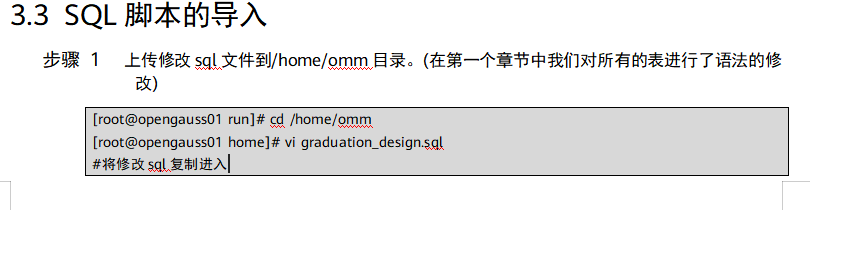 3.3 SQL 脚本的导入
步骤 1 上传修改 sql 文件到/home/omm 目录。(在第一个章节中我们对所有的表进行了语法的修
改)
[root@opengauss01 run]# cd /home/omm
[root@opengauss01 home]# vi graduation_design.sql
#将修改 sql 复制进入